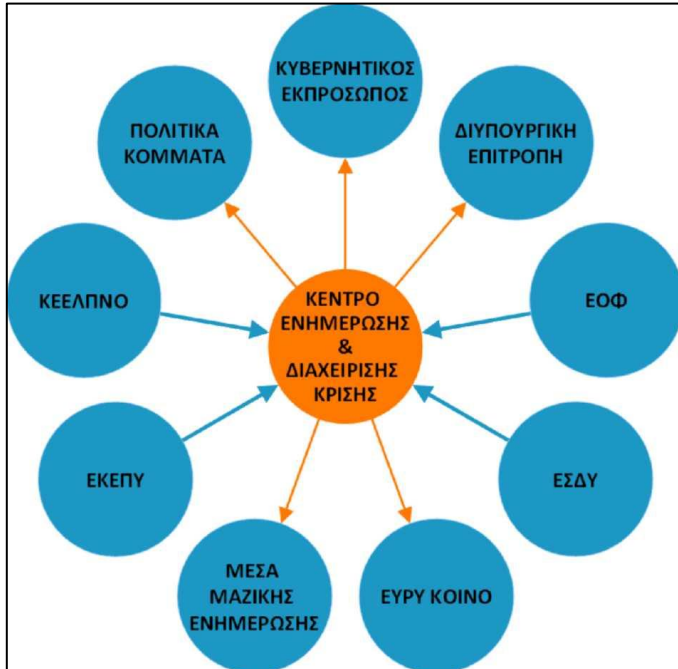 ΚΥΒΕΡΝΗΤΙΚΟΣ
ΕΚΠΡΟΣΩΠΟΣ
ΠΟΛΙΤΙΚΑ
ΚΟΜΜΑΤΑ
ΔΙΥΠΟΥΡΓΙΚΗ
ΕΠΙΤΡΟΠΗ
ΚΕΕΛΠΝΟ
ΚΕΝΤΡΟ
ΕΝΗΜΕΡΩΣΗΣ
&
ΔΙΑΧΕΙΡΙΣΗΣ
ΚΡΙΣΗΣ
ΕΟΦ
ΕΚΕΠΥ
ΕΣΔΥ
ΜΕΣΑ
ΜΑΖΙΚΗΣ
ΕΝΗΜΕΡΩΣΗΣ
ΕΥΡΥ ΚΟΙΝΟ